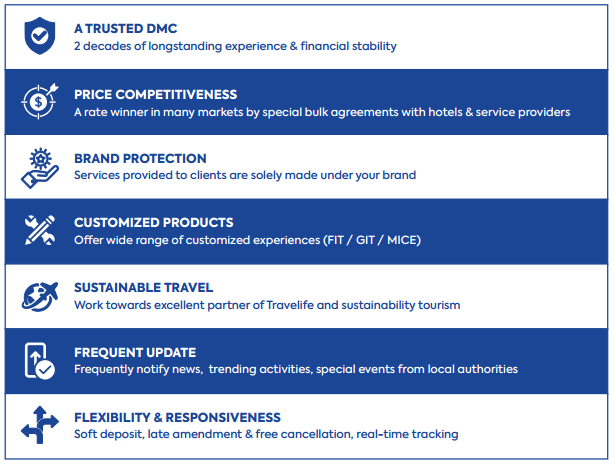 A TRUSTED DMC
2 decades of longstanding experience & financial stability
PRICE COMPETITIVENESS
A rate winner in many markets by special bulk agreements with hotels & service providers
BRAND PROTECTION
Services provided to clients are solely made under your brand
CUSTOMIZED PRODUCTS
Offer wide range of customized experiences (FIT / GIT / MICE)
SUSTAINABLE TRAVEL
Work towards excellent partner of Travelife and sustainability tourism
FREQUENT UPDATE
Frequently notify news, trending activities, special events from local authorities
FLEXIBILITY & RESPONSIVENESS
Soft deposit, late amendment & free cancellation, real-time tracking